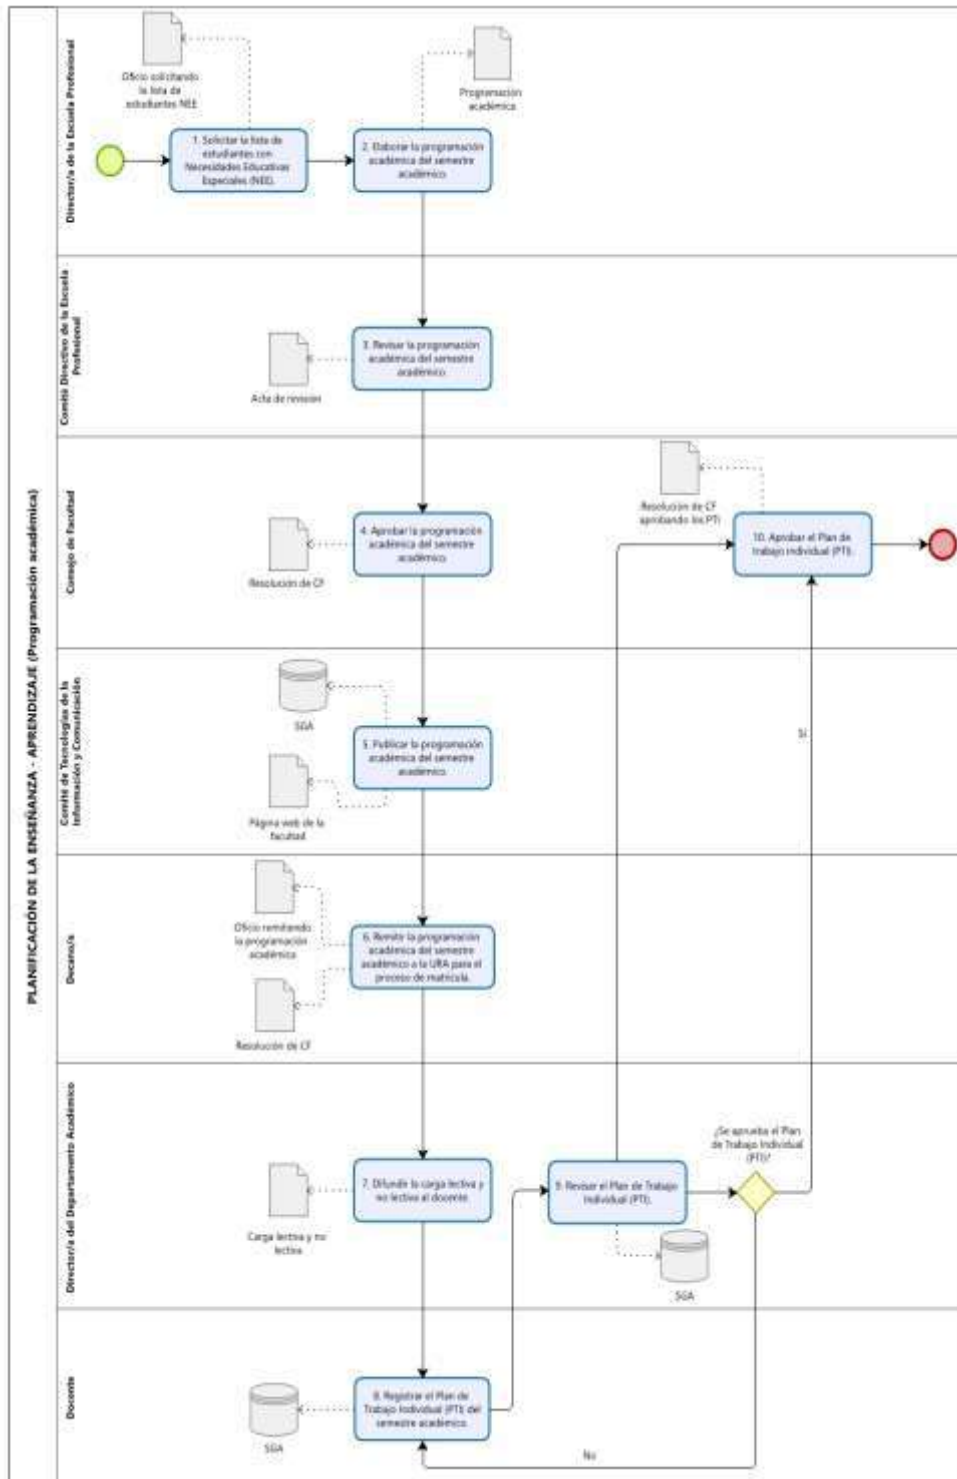 PLANIFICACIÓN DE LA ENSEÑANZA - APRENDIZAJE (Programación académica)
Director/a de la Escuela Profesional
Oficio solicitando
la lista de
estudiantes NEE
Programación
académica
1. Solicitar la lista de
estudiantes con
Necesidades Educativas
Especiales (NEE).
2. Elaborar la programación
académica del semestre
académico.
Comité Directivo de la Escuela
Profesional
3. Revisar la programación
académica del semestre
académico.
Acta de revisión
Consejo de Facultad
4. Aprobar la programación
académica del semestre
académico.
Resolución de CF
Resolución de CF
aprobando los PTI
10. Aprobar el Plan de
Trabajo Individual (PTI).
Comité de Tecnologías de la
Información y Comunicación
SGA
5. Publicar la programación
académica del semestre
académico.
Página web de la
facultad
Sí
Decano/a
Oficio remitiendo
la programación
académica
6. Remitir la programación
académica del semestre
académico a la URA para el
proceso de matrícula.
Resolución de CF
Director/a del Departamento Académico
7. Difundir la carga lectiva y
no lectiva al docente
Carga lectiva y no
lectiva
9. Revisar el Plan de Trabajo
Individual (PTI).
SGA
¿Se aprueba el Plan
de Trabajo Individual
(PTI)?
Docente
8. Registrar el Plan de
Trabajo Individual (PTI) del
semestre académico.
SGA
No